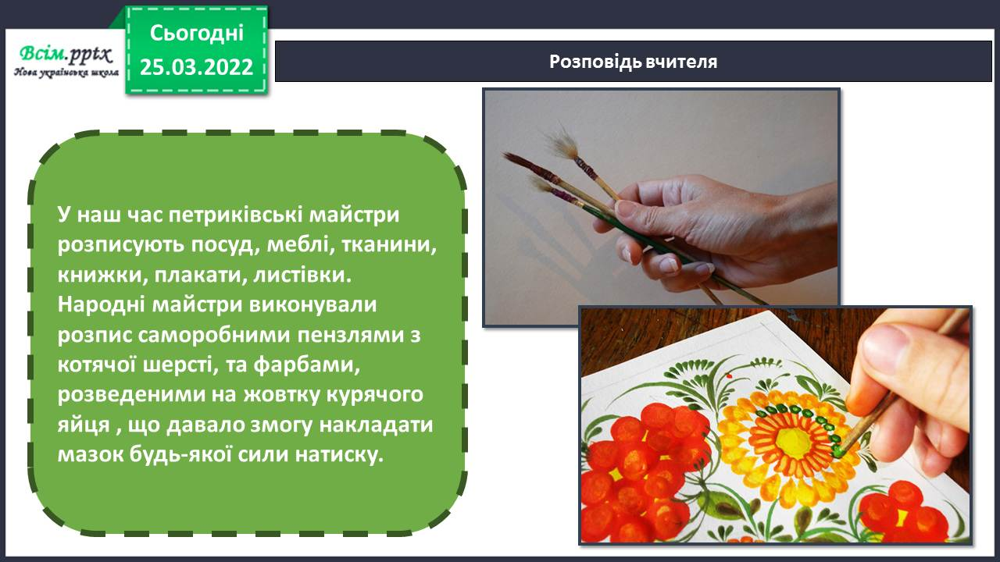 Сьогодні
25.03.2022
Всім.pptx
Нова українська школа
Розповідь вчителя
У наш час петриківські майстри
розписують посуд, меблі, тканини,
книжки, плакати, листівки.
Народні майстри виконували
розпис саморобними пензлями з
котячої шерсті, та фарбами,
розведеними на жовтку курячого
яйця , що давало змогу накладати
мазок будь-якої сили натиску.